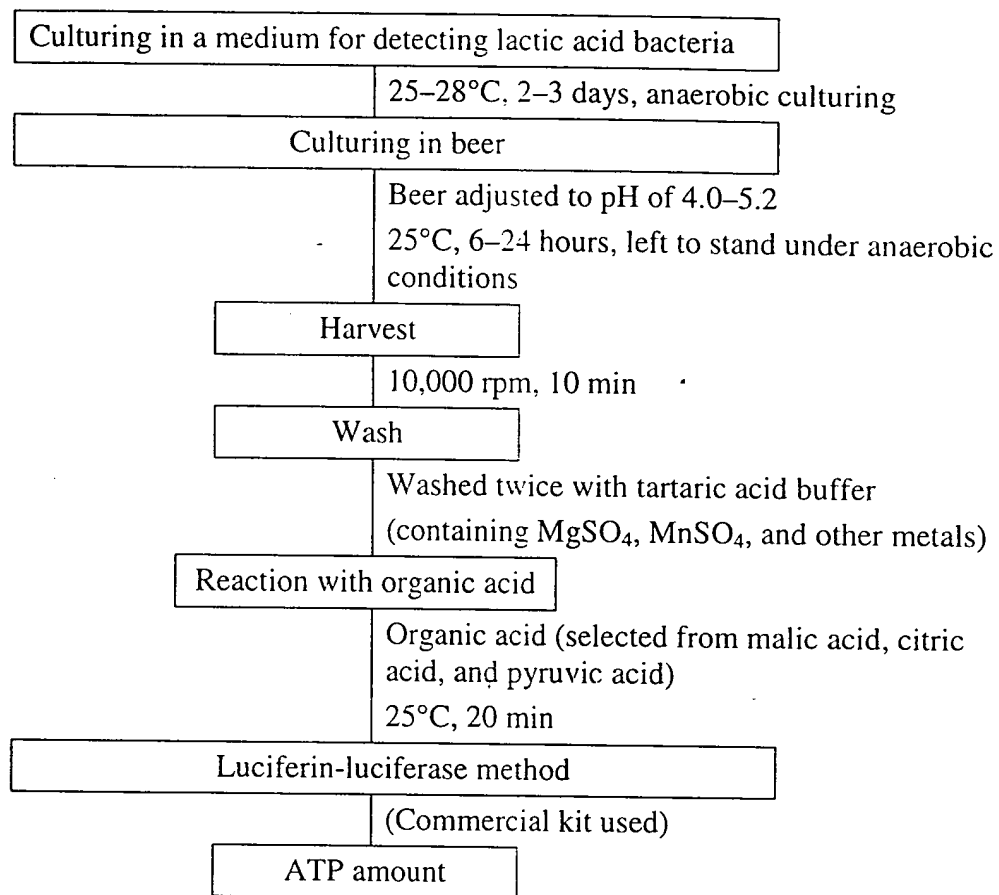 Culturing in a medium for detecting lactic acid bacteria
25–28°C, 2–3 days, anaerobic culturing
Culturing in beer
Beer adjusted to pH of 4.0–5.2
25°C, 6–24 hours, left to stand under anaerobic
conditions
Harvest
10,000 rpm, 10 min
Wash
Washed twice with tartaric acid buffer
(containing MgSO₄, MnSO₄, and other metals)
Reaction with organic acid
Organic acid (selected from malic acid, citric
acid, and pyruvic acid)
25°C, 20 min
Luciferin-luciferase method
(Commercial kit used)
ATP amount